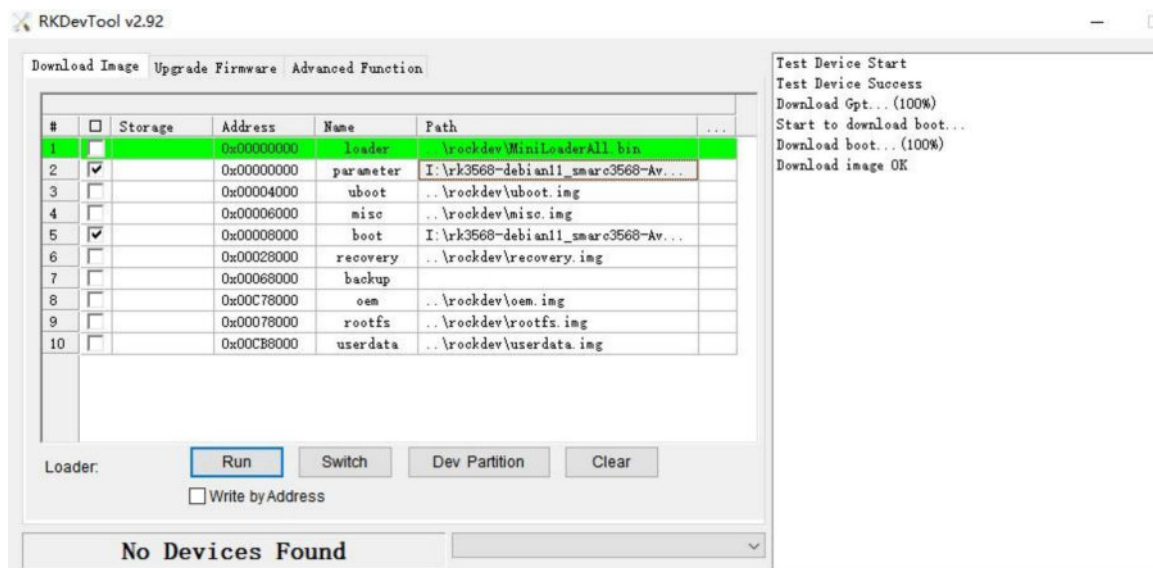 RKDevTool v2.92
Download Image Upgrade Firmware Advanced Function
# Storage Address Name Path ...
1 0x00000000 loader ..\rockdev\MiniLoaderAll.bin
2 0x00000000 parameter I:\rk3568-debian11_smarc3568-Av...
3 0x00004000 uboot ..\rockdev\uboot.img
4 0x00006000 misc ..\rockdev\misc.img
5 0x00008000 boot I:\rk3568-debian11_smarc3568-Av...
6 0x00028000 recovery ..\rockdev\recovery.img
7 0x00068000 backup
8 0x00C78000 oem ..\rockdev\oem.img
9 0x00078000 rootfs ..\rockdev\rootfs.img
10 0x00CB8000 userdata ..\rockdev\userdata.img
Loader: Run Switch Dev Partition Clear
Write by Address
No Devices Found
Test Device Start
Test Device Success
Download Gpt...(100%)
Start to download boot...
Download boot...(100%)
Download image OK